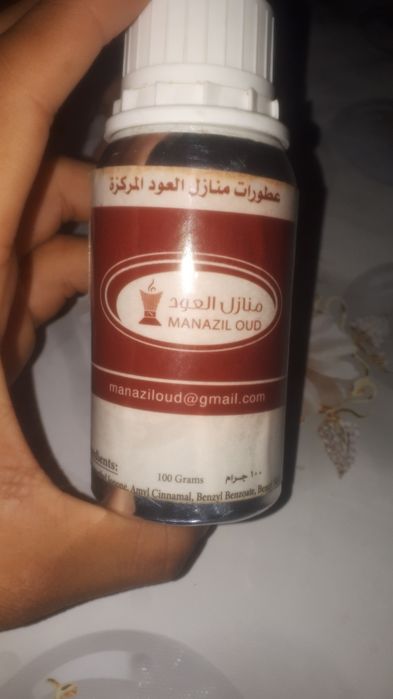 عطورات منازل العود المركزة
منازل العود
MANAZIL OUD
manaziloud@gmail.com
100 Grams ١٠٠ جرام
Amyl Cinnamal, Benzyl Benzoate,